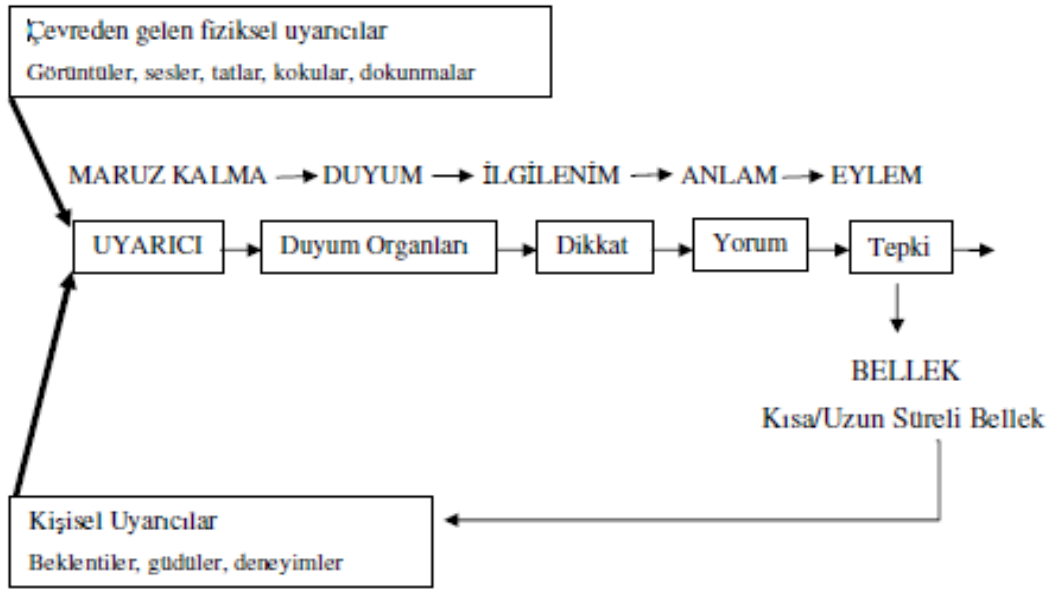 Çevreden gelen fiziksel uyarıcılar
Görüntüler, sesler, tatlar, kokular, dokunmalar
MARUZ KALMA → DUYUM → İLGİLENİM → ANLAM → EYLEM
UYARICI → Duyum Organları → Dikkat → Yorum → Tepki →
BELLEK
Kısa/Uzun Süreli Bellek
Kişisel Uyarıcılar
Beklentiler, güdüler, deneyimler